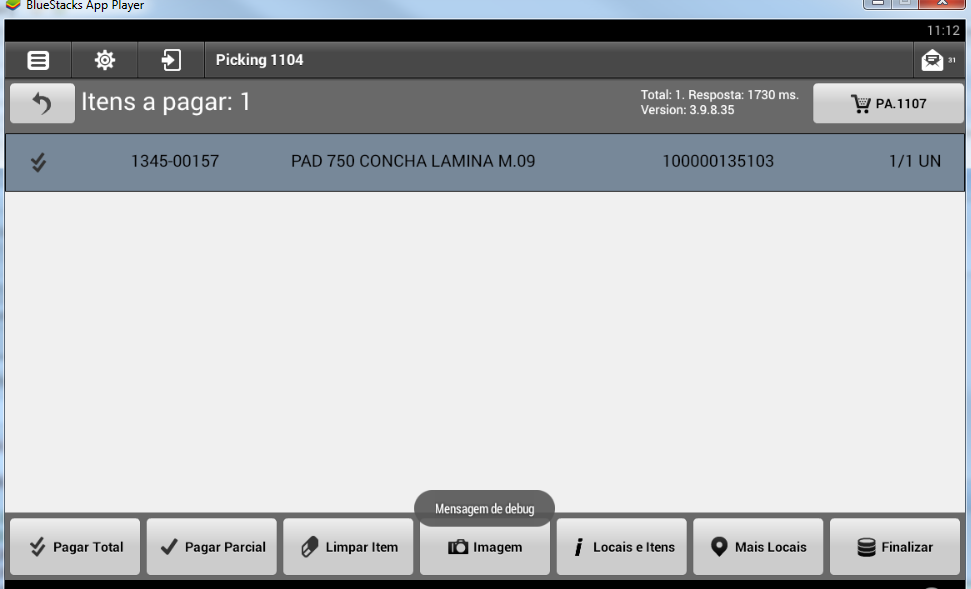 BlueStacks App Player
11:12
Picking 1104
31
Itens a pagar: 1
Total: 1. Resposta: 1730 ms.
Version: 3.9.8.35
PA.1107
1345-00157 PAD 750 CONCHA LAMINA M.09 100000135103 1/1 UN
Mensagem de debug
Pagar Total Pagar Parcial Limpar Item Imagem Locais e Itens Mais Locais Finalizar